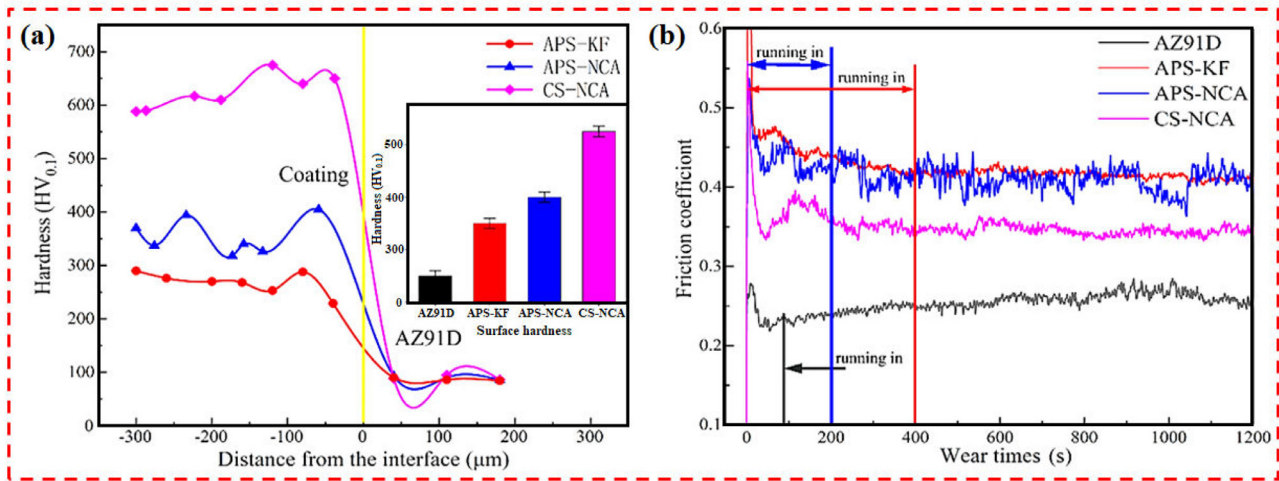 (a)
APS-KF
APS-NCA
CS-NCA
Coating
AZ91D
Hardness (HV0.1)
700
600
500
400
300
200
100
0
-300 -200 -100 0 100 200 300
Distance from the interface (μm)
Hardness (HV0.1)
500
400
300
0
AZ91D APS-KF APS-NCA CS-NCA
Surface hardness
(b)
running in
running in
AZ91D
APS-KF
APS-NCA
CS-NCA
running in
Friction coefficiint
0.6
0.5
0.4
0.3
0.2
0.1
0 200 400 600 800 1000 1200
Wear times (s)